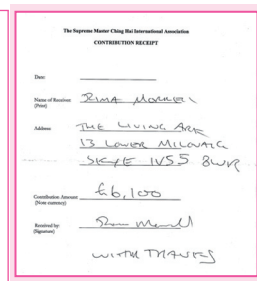 The Supreme Master Ching Hai International Association
CONTRIBUTION RECEIPT
Date:
Name of Receiver: RIMA MORRELL
(Print)
Address: THE LIVING ARK
13 LOWER MILOVAIG
SKYE IV55 8WR
Contribution Amount £6,100
(Note currency)
Received by:
(Signature)
WITH THANKS